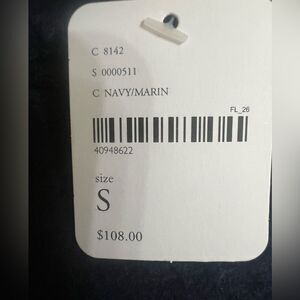 C 8142
S 0000511
C NAVY/MARIN
FL_26
40948622
size
S
$108.00